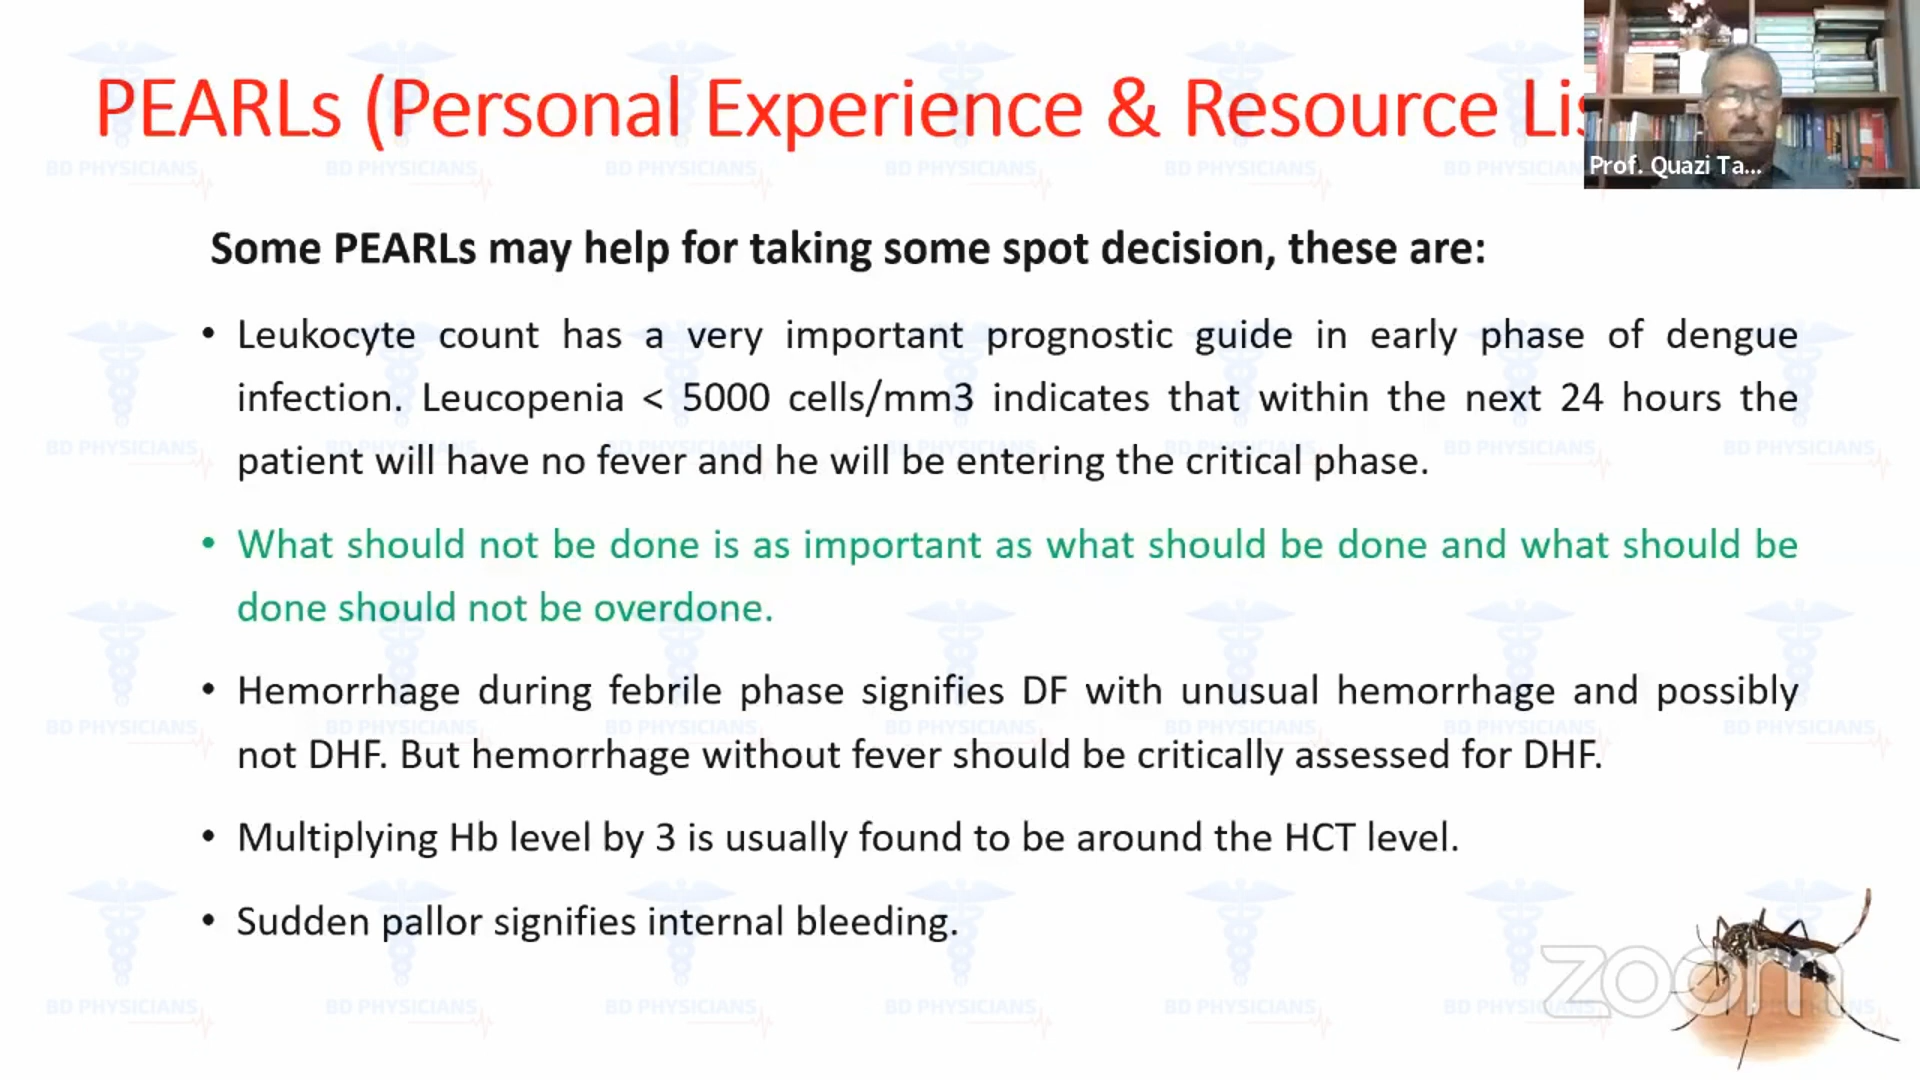 PEARLs (Personal Experience & Resource Lis
Prof. Quazi Ta...
Some PEARLs may help for taking some spot decision, these are:
• Leukocyte count has a very important prognostic guide in early phase of dengue
infection. Leucopenia < 5000 cells/mm3 indicates that within the next 24 hours the
patient will have no fever and he will be entering the critical phase.
• What should not be done is as important as what should be done and what should be
done should not be overdone.
• Hemorrhage during febrile phase signifies DF with unusual hemorrhage and possibly
not DHF. But hemorrhage without fever should be critically assessed for DHF.
• Multiplying Hb level by 3 is usually found to be around the HCT level.
• Sudden pallor signifies internal bleeding.
zoom
BD PHYSICIANS